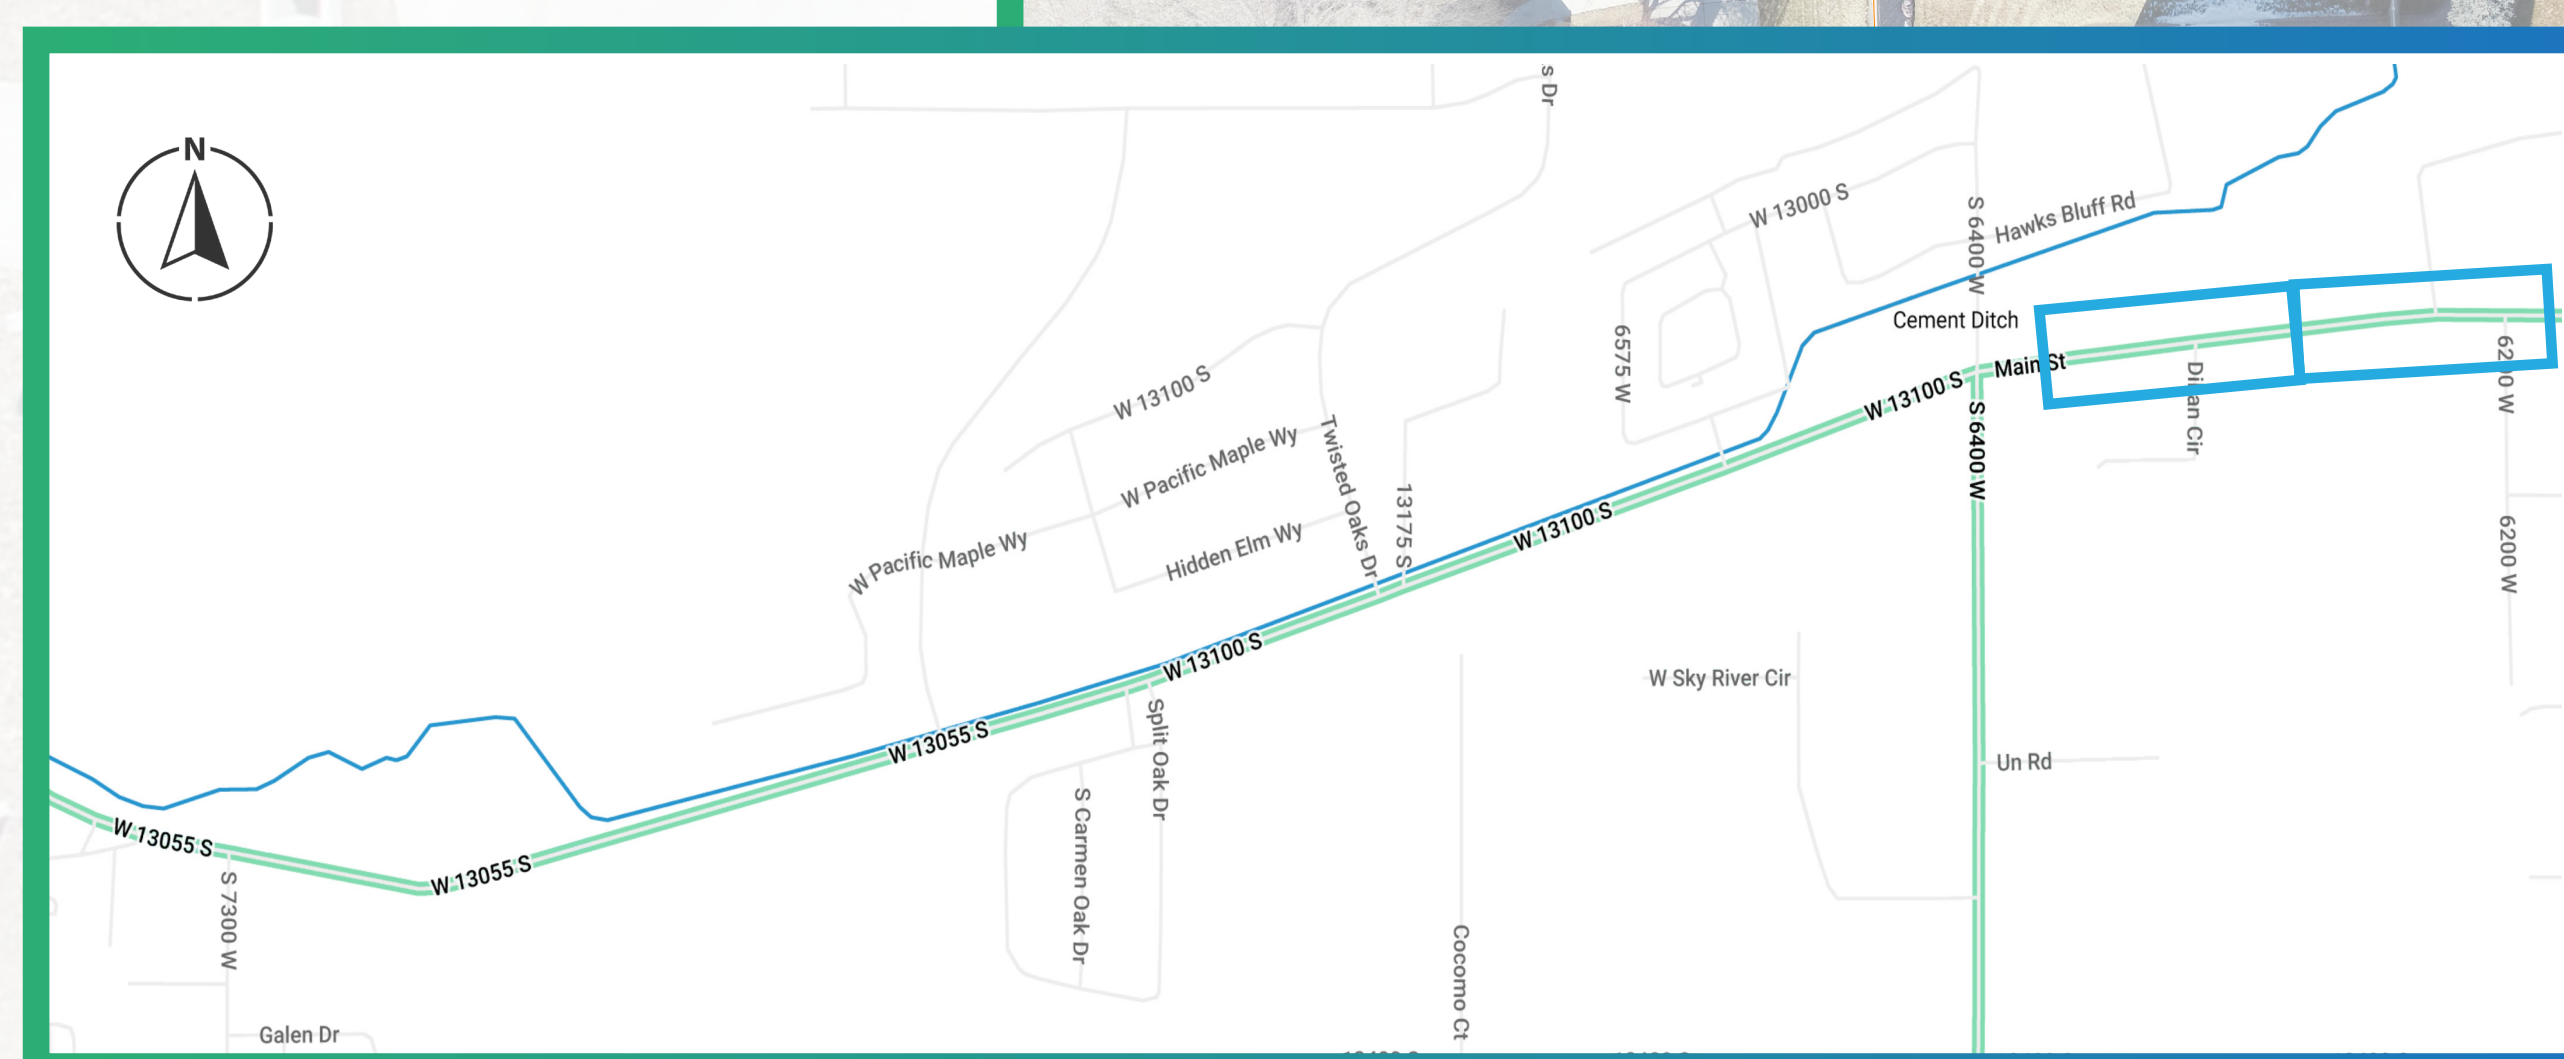 N
s Dr
W 13000 S
S 6400 W
Hawks Bluff Rd
Cement Ditch
6575 W
Main St
W 13100 S
W 13100 S
S 6400 W
W Pacific Maple Wy
Twisted Oaks Dr
13175 S
W 13100 S
Hidden Elm Wy
W Pacific Maple Wy
6200 W
W 13100 S
W Sky River Cir
Split Oak Dr
W 13055 S
Un Rd
S Carmen Oak Dr
W 13055 S
W 13055 S
S 7300 W
Cocomo Ct
Galen Dr